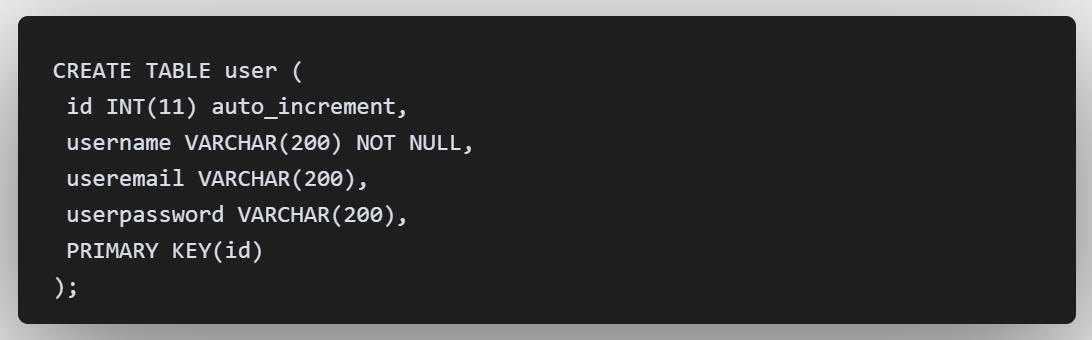 CREATE TABLE user (
id INT(11) auto_increment,
username VARCHAR(200) NOT NULL,
useremail VARCHAR(200),
userpassword VARCHAR(200),
PRIMARY KEY(id)
);